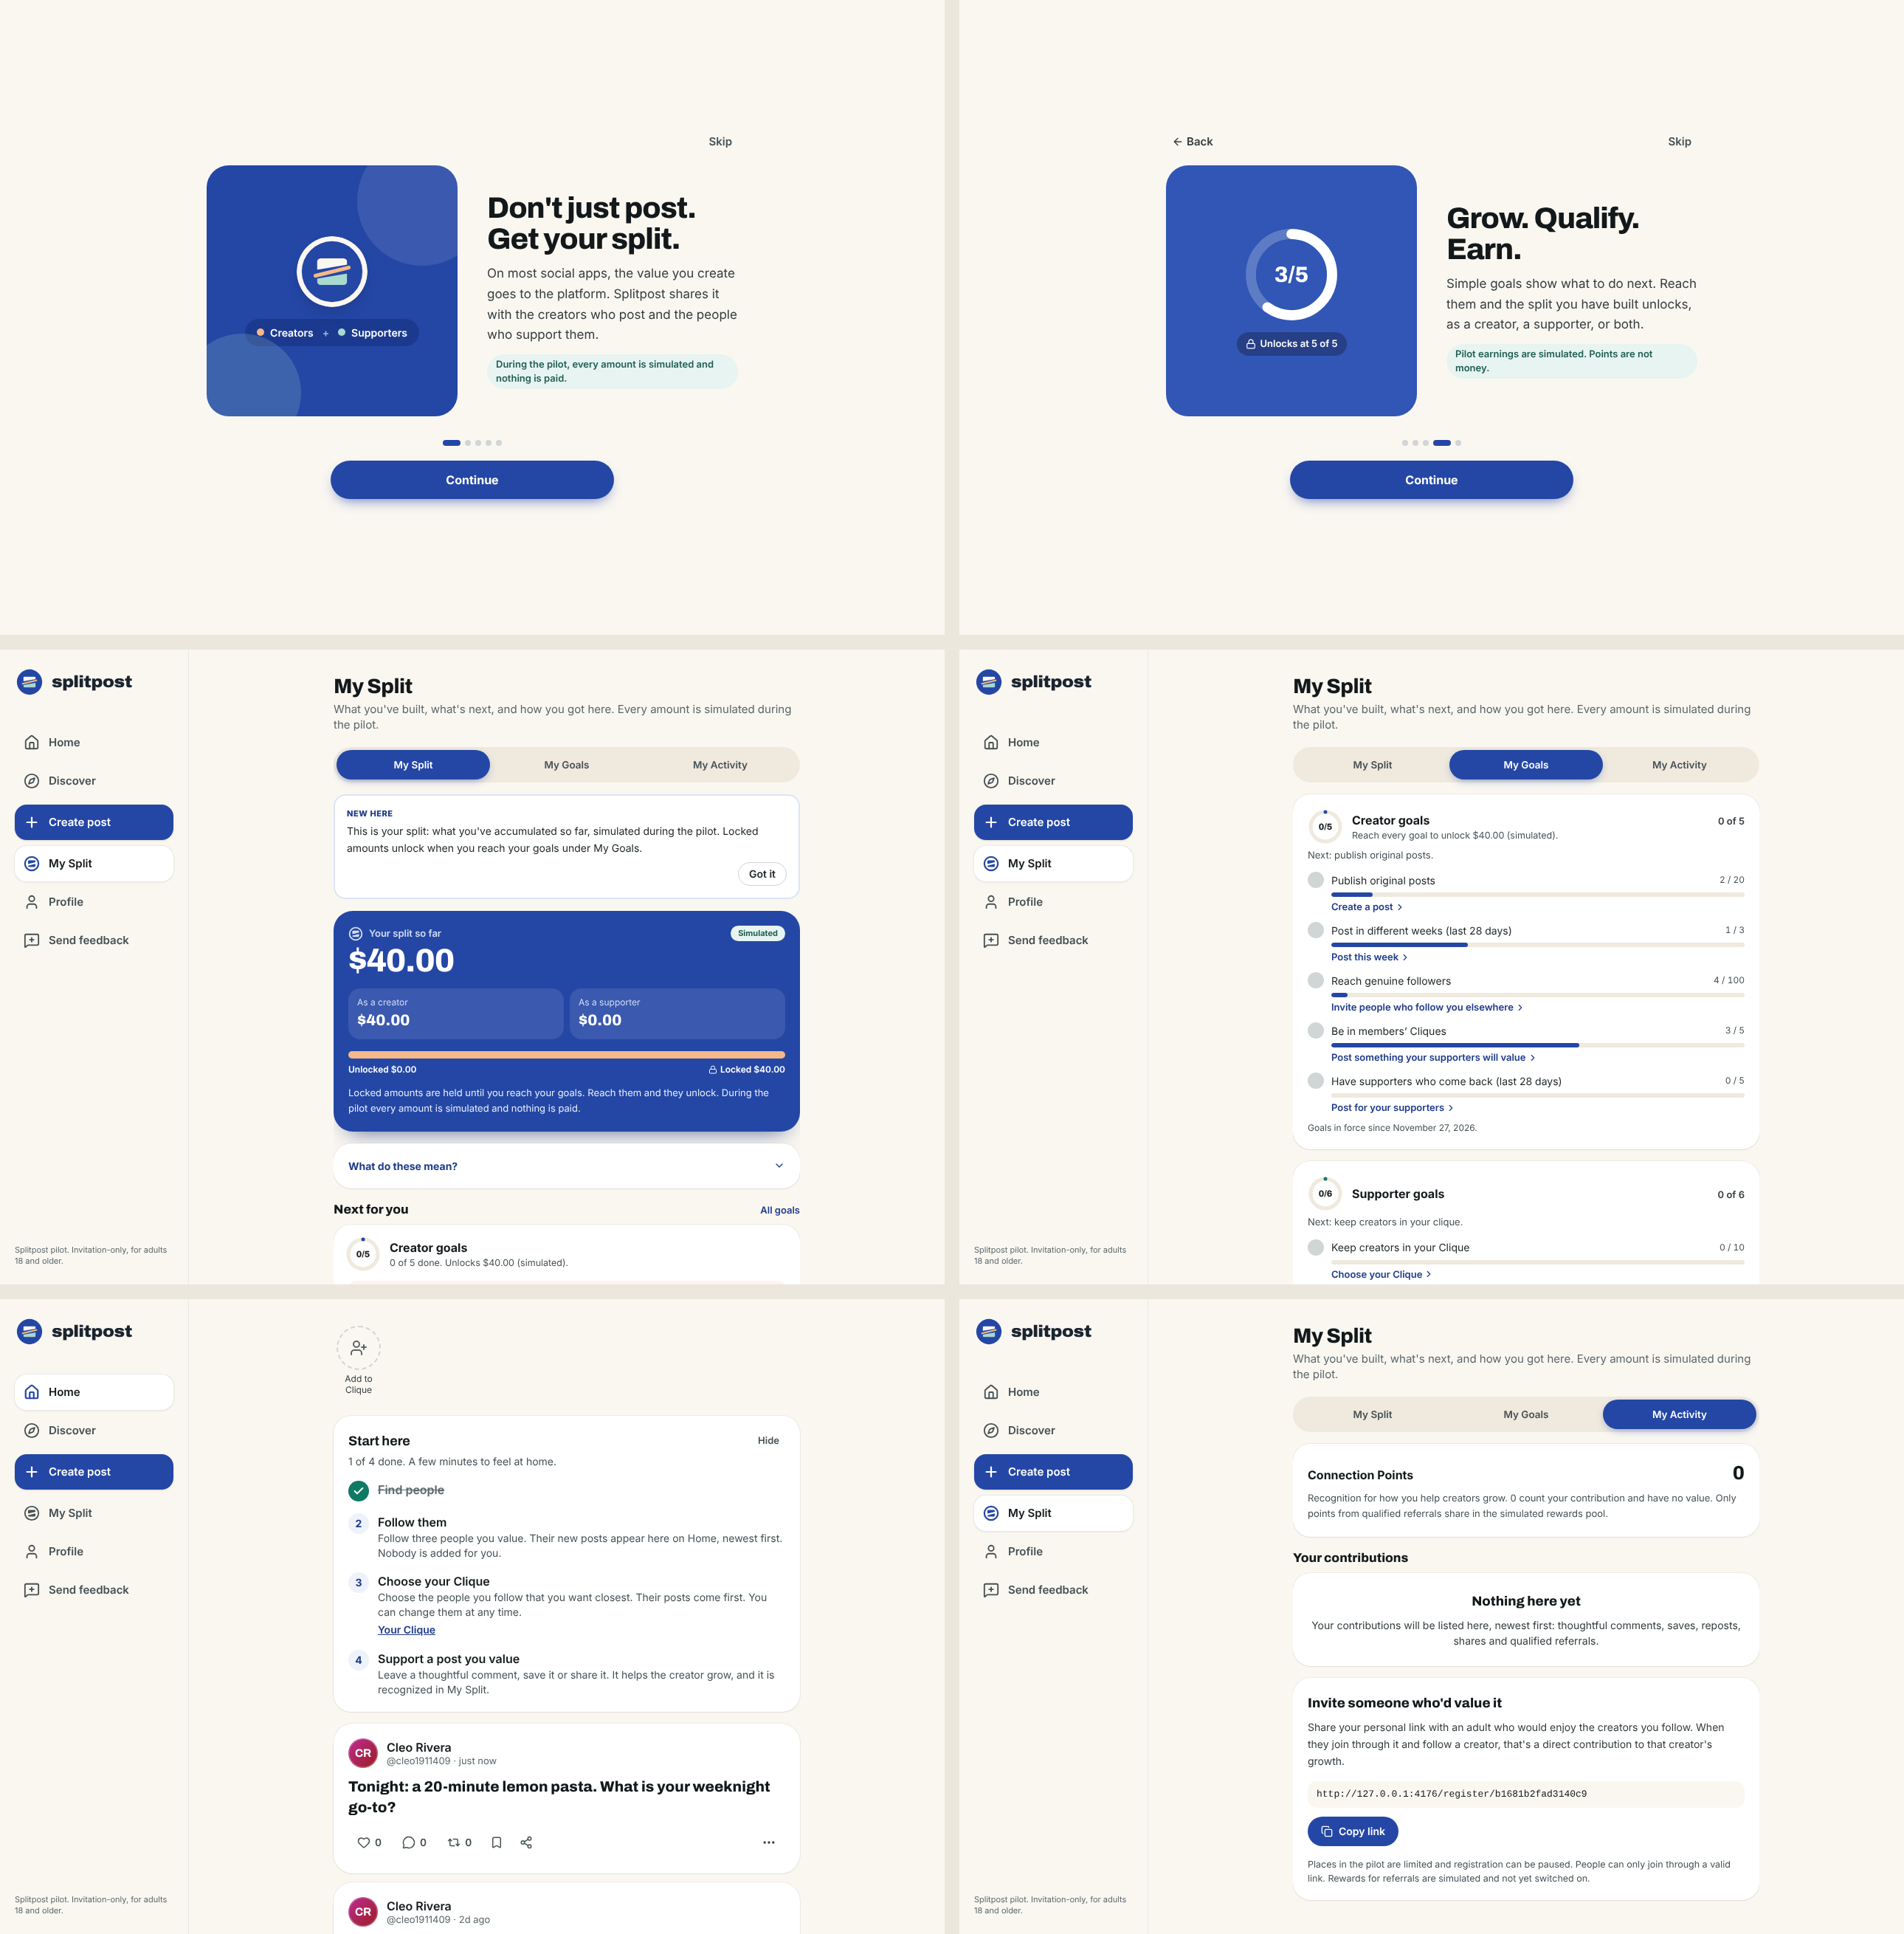 Skip
Creators + Supporters
Don't just post.
Get your split.
On most social apps, the value you create
goes to the platform. Splitpost shares it
with the creators who post and the people
who support them.
During the pilot, every amount is simulated and
nothing is paid.
Continue
Back
Skip
3/5
Unlocks at 5 of 5
Grow. Qualify.
Earn.
Simple goals show what to do next. Reach
them and the split you have built unlocks,
as a creator, a supporter, or both.
Pilot earnings are simulated. Points are not
money.
Continue
splitpost
Home
Discover
Create post
My Split
Profile
Send feedback
Splitpost pilot. Invitation-only, for adults
18 and older.
My Split
What you've built, what's next, and how you got here. Every amount is simulated during
the pilot.
My Split
My Goals
My Activity
NEW HERE
This is your split: what you've accumulated so far, simulated during the pilot. Locked
amounts unlock when you reach your goals under My Goals.
Got it
Your split so far
Simulated
$40.00
As a creator
$40.00
As a supporter
$0.00
Unlocked $0.00
Locked $40.00
Locked amounts are held until you reach your goals. Reach them and they unlock. During the
pilot every amount is simulated and nothing is paid.
What do these mean?
Next for you
All goals
0/5
Creator goals
0 of 5 done. Unlocks $40.00 (simulated).
splitpost
Home
Discover
Create post
My Split
Profile
Send feedback
Splitpost pilot. Invitation-only, for adults
18 and older.
My Split
What you've built, what's next, and how you got here. Every amount is simulated during
the pilot.
My Split
My Goals
My Activity
0/5
Creator goals
0 of 5
Reach every goal to unlock $40.00 (simulated).
Next: publish original posts.
Publish original posts
2 / 20
Create a post
Post in different weeks (last 28 days)
1 / 3
Post this week
Reach genuine followers
4 / 100
Invite people who follow you elsewhere
Be in members’ Cliques
3 / 5
Post something your supporters will value
Have supporters who come back (last 28 days)
0 / 5
Post for your supporters
Goals in force since November 27, 2026.
0/6
Supporter goals
0 of 6
Next: keep creators in your clique.
Keep creators in your Clique
0 / 10
Choose your Clique
splitpost
Home
Discover
Create post
My Split
Profile
Send feedback
Splitpost pilot. Invitation-only, for adults
18 and older.
Add to
Clique
Start here
Hide
1 of 4 done. A few minutes to feel at home.
Find people
2
Follow them
Follow three people you value. Their new posts appear here on Home, newest first.
Nobody is added for you.
3
Choose your Clique
Choose the people you follow that you want closest. Their posts come first. You
can change them at any time.
Your Clique
4
Support a post you value
Leave a thoughtful comment, save it or share it. It helps the creator grow, and it is
recognized in My Split.
CR
Cleo Rivera
@cleo1911409 · just now
Tonight: a 20-minute lemon pasta. What is your weeknight
go-to?
0
0
0
CR
Cleo Rivera
@cleo1911409 · 2d ago
splitpost
Home
Discover
Create post
My Split
Profile
Send feedback
Splitpost pilot. Invitation-only, for adults
18 and older.
My Split
What you've built, what's next, and how you got here. Every amount is simulated during
the pilot.
My Split
My Goals
My Activity
Connection Points
0
Recognition for how you help creators grow. 0 count your contribution and have no value. Only
points from qualified referrals share in the simulated rewards pool.
Your contributions
Nothing here yet
Your contributions will be listed here, newest first: thoughtful comments, saves, reposts,
shares and qualified referrals.
Invite someone who'd value it
Share your personal link with an adult who would enjoy the creators you follow. When
they join through it and follow a creator, that's a direct contribution to that creator's
growth.
http://127.0.0.1:4176/register/b1681b2fad3140c9
Copy link
Places in the pilot are limited and registration can be paused. People can only join through a valid
link. Rewards for referrals are simulated and not yet switched on.